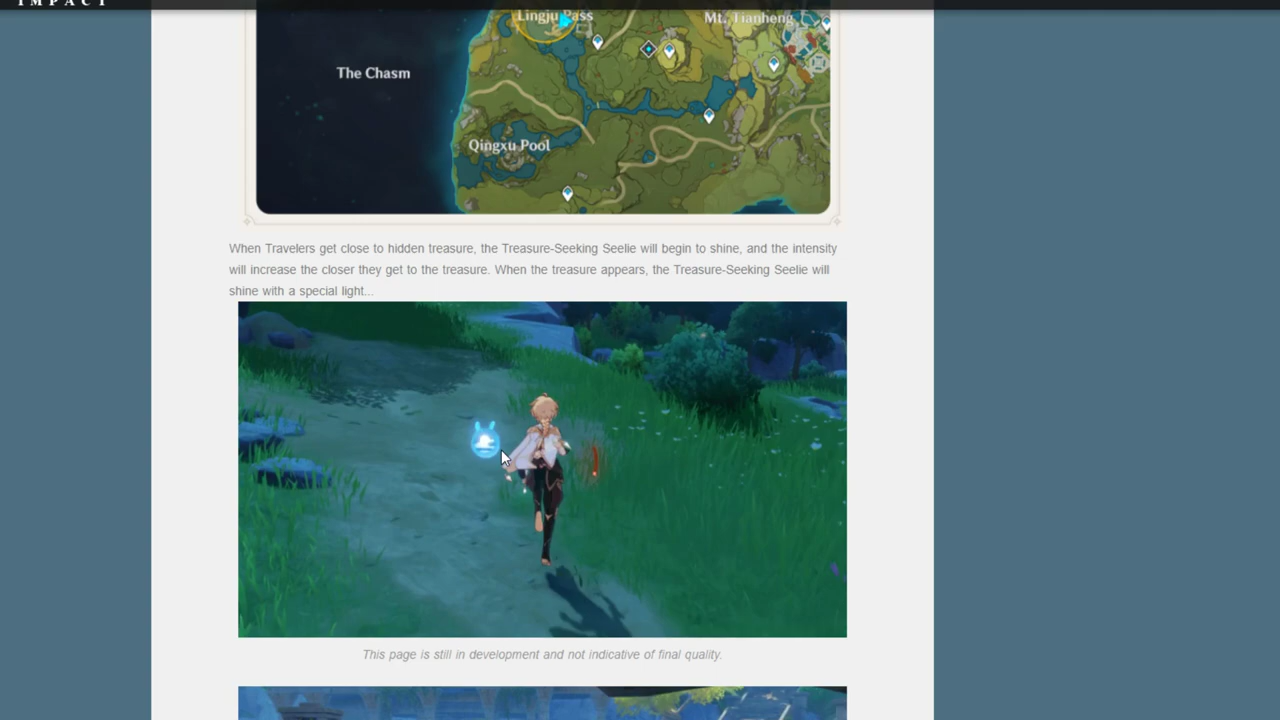 IMPACT
Lingju Pass
Mt. Tianheng
The Chasm
Qingxu Pool
When Travelers get close to hidden treasure, the Treasure-Seeking Seelie will begin to shine, and the intensity
will increase the closer they get to the treasure. When the treasure appears, the Treasure-Seeking Seelie will
shine with a special light...
This page is still in development and not indicative of final quality.